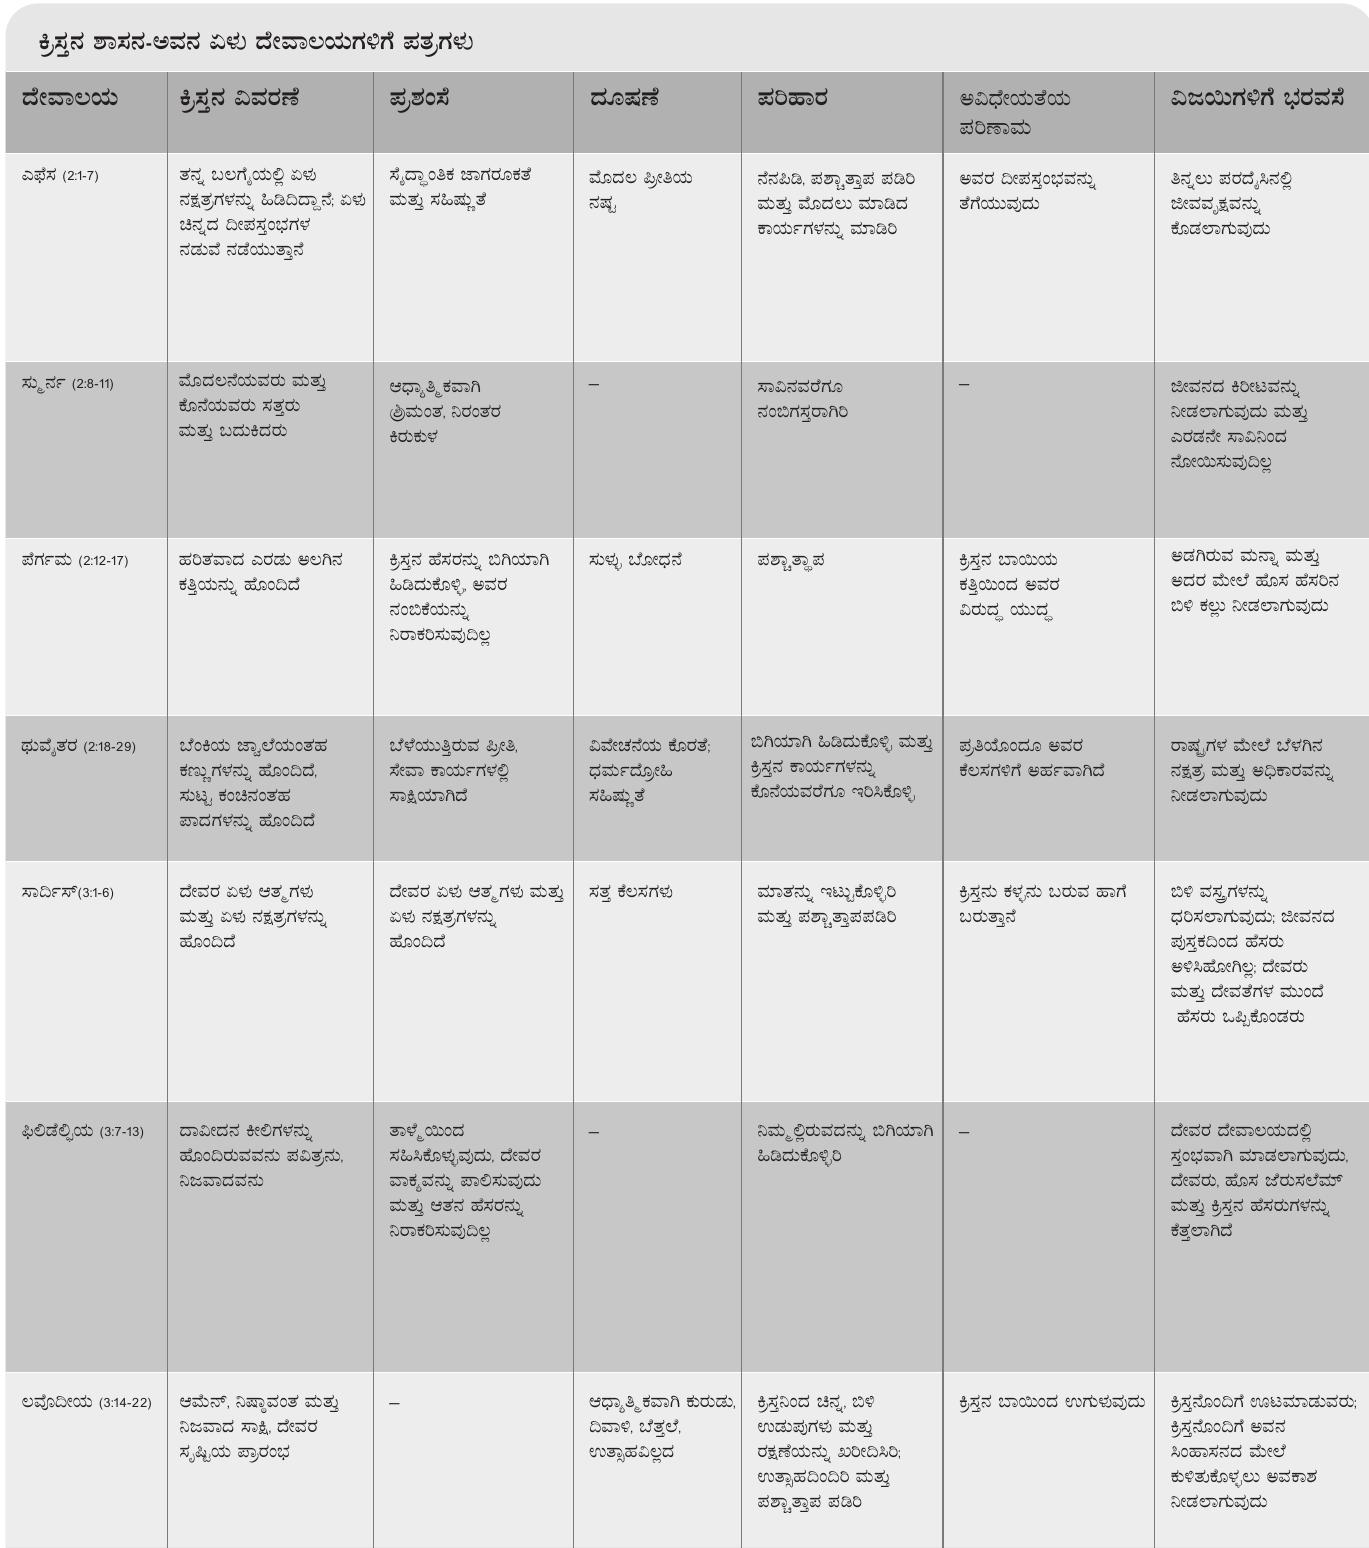 ಕ್ರಿಸ್ತನ ಶಾಸನ-ಅವನ ಏಳು ದೇವಾಲಯಗಳಿಗೆ ಪತ್ರಗಳು
ದೇವಾಲಯ
ಕ್ರಿಸ್ತನ ವಿವರಣೆ
ಪ್ರಶಂಸೆ
ದೂಷಣೆ
ಪರಿಹಾರ
ಅವಿಧೇಯತೆಯ
ಪರಿಣಾಮ
ವಿಜಯಿಗಳಿಗೆ ಭರವಸೆ
ಎಫೆಸ (2:1-7)
ತನ್ನ ಬಲಗೈಯಲ್ಲಿ ಏಳು
ನಕ್ಷತ್ರಗಳನ್ನು ಹಿಡಿದಿದ್ದಾನೆ; ಏಳು
ಚಿನ್ನದ ದೀಪಸ್ತಂಭಗಳ
ನಡುವೆ ನಡೆಯುತ್ತಾನೆ
ಸೈದ್ಧಾಂತಿಕ ಜಾಗರೂಕತೆ
ಮತ್ತು ಸಹಿಷ್ಣುತೆ
ಮೊದಲ ಪ್ರೀತಿಯ
ನಷ್ಟ
ನೆನಪಿಡಿ, ಪಶ್ಚಾತ್ತಾಪ ಪಡಿರಿ
ಮತ್ತು ಮೊದಲು ಮಾಡಿದ
ಕಾರ್ಯಗಳನ್ನು ಮಾಡಿರಿ
ಅವರ ದೀಪಸ್ತಂಭವನ್ನು
ತೆಗೆಯುವುದು
ತಿನ್ನಲು ಪರದೈಸಿನಲ್ಲಿ
ಜೀವವೃಕ್ಷವನ್ನು
ಕೊಡಲಾಗುವುದು
ಸ್ಮುರ್ನ (2:8-11)
ಮೊದಲನೆಯವರು ಮತ್ತು
ಕೊನೆಯವರು ಸತ್ತರು
ಮತ್ತು ಬದುಕಿದರು
ಆಧ್ಯಾತ್ಮಿಕವಾಗಿ
ಶ್ರಿಮಂತ, ನಿರಂತರ
ಕಿರುಕುಳ
–
ಸಾವಿನವರೆಗೂ
ನಂಬಿಗಸ್ತರಾಗಿರಿ
–
ಜೀವನದ ಕಿರೀಟವನ್ನು
ನೀಡಲಾಗುವುದು ಮತ್ತು
ಎರಡನೇ ಸಾವಿನಿಂದ
ನೋಯಿಸುವುದಿಲ್ಲ
ಪೆರ್ಗಮ (2:12-17)
ಹರಿತವಾದ ಎರಡು ಅಲಗಿನ
ಕತ್ತಿಯನ್ನು ಹೊಂದಿದೆ
ಕ್ರಿಸ್ತನ ಹೆಸರನ್ನು ಬಿಗಿಯಾಗಿ
ಹಿಡಿದುಕೊಳ್ಳಿ, ಅವರ
ನಂಬಿಕೆಯನ್ನು
ನಿರಾಕರಿಸುವುದಿಲ್ಲ
ಸುಳ್ಳು ಬೋಧನೆ
ಪಶ್ಚಾತ್ಥಾಪ
ಕ್ರಿಸ್ತನ ಬಾಯಿಯ
ಕತ್ತಿಯಿಂದ ಅವರ
ವಿರುದ್ಧ ಯುದ್ಧ
ಅಡಗಿರುವ ಮನ್ನಾ ಮತ್ತು
ಅದರ ಮೇಲೆ ಹೊಸ ಹೆಸರಿನ
ಬಿಳಿ ಕಲ್ಲು ನೀಡಲಾಗುವುದು
ಥುವೈತರ (2:18-29)
ಬೆಂಕಿಯ ಜ್ವಾಲೆಯಂತಹ
ಕಣ್ಣುಗಳನ್ನು ಹೊಂದಿದೆ,
ಸುಟ್ಟ ಕಂಚಿನಂತಹ
ಪಾದಗಳನ್ನು ಹೊಂದಿದೆ
ಬೆಳೆಯುತ್ತಿರುವ ಪ್ರೀತಿ,
ಸೇವಾ ಕಾರ್ಯಗಳಲ್ಲಿ
ಸಾಕ್ಷಿಯಾಗಿದೆ
ವಿವೇಚನೆಯ ಕೊರತೆ;
ಧರ್ಮದ್ರೋಹಿ
ಸಹಿಷ್ಣುತೆ
ಬಿಗಿಯಾಗಿ ಹಿಡಿದುಕೊಳ್ಳಿ ಮತ್ತು
ಕ್ರಿಸ್ತನ ಕಾರ್ಯಗಳನ್ನು
ಕೊನೆಯವರೆಗೂ ಇರಿಸಿಕೊಳ್ಳಿ
ಪ್ರತಿಯೊಂದೂ ಅವರ
ಕೆಲಸಗಳಿಗೆ ಅರ್ಹವಾಗಿದೆ
ರಾಷ್ಟ್ರಗಳ ಮೇಲೆ ಬೆಳಗಿನ
ನಕ್ಷತ್ರ ಮತ್ತು ಅಧಿಕಾರವನ್ನು
ನೀಡಲಾಗುವುದು
ಸಾರ್ದಿಸ್(3:1-6)
ದೇವರ ಏಳು ಆತ್ಮಗಳು
ಮತ್ತು ಏಳು ನಕ್ಷತ್ರಗಳನ್ನು
ಹೊಂದಿದೆ
ದೇವರ ಏಳು ಆತ್ಮಗಳು ಮತ್ತು
ಏಳು ನಕ್ಷತ್ರಗಳನ್ನು
ಹೊಂದಿದೆ
ಸತ್ತ ಕೆಲಸಗಳು
ಮಾತನ್ನು ಇಟ್ಟುಕೊಳ್ಳಿರಿ
ಮತ್ತು ಪಶ್ಚಾತ್ತಾಪಪಡಿರಿ
ಕ್ರಿಸ್ತನು ಕಳ್ಳನು ಬರುವ ಹಾಗೆ
ಬರುತ್ತಾನೆ
ಬಿಳಿ ವಸ್ತ್ರಗಳನ್ನು
ಧರಿಸಲಾಗುವುದು; ಜೀವನದ
ಪುಸ್ತಕದಿಂದ ಹೆಸರು
ಅಳಿಸಿಹೋಗಿಲ್ಲ; ದೇವರು
ಮತ್ತು ದೇವತೆಗಳ ಮುಂದೆ
ಹೆಸರು ಒಪ್ಪಿಕೊಂಡರು
ಫಿಲಿಡೆಲ್ಫಿಯ (3:7-13)
ದಾವೀದನ ಕೀಲಿಗಳನ್ನು
ಹೊಂದಿರುವವನು ಪವಿತ್ರನು,
ನಿಜವಾದವನು
ತಾಳ್ಮೆಯಿಂದ
ಸಹಿಸಿಕೊಳ್ಳುವುದು, ದೇವರ
ವಾಕ್ಯವನ್ನು ಪಾಲಿಸುವುದು
ಮತ್ತು ಆತನ ಹೆಸರನ್ನು
ನಿರಾಕರಿಸುವುದಿಲ್ಲ
–
ನಿಮ್ಮಲ್ಲಿರುವದನ್ನು ಬಿಗಿಯಾಗಿ
ಹಿಡಿದುಕೊಳ್ಳಿರಿ
–
ದೇವರ ದೇವಾಲಯದಲ್ಲಿ
ಸ್ತಂಭವಾಗಿ ಮಾಡಲಾಗುವುದು,
ದೇವರು, ಹೊಸ ಜೆರುಸಲೆಮ್
ಮತ್ತು ಕ್ರಿಸ್ತನ ಹೆಸರುಗಳನ್ನು
ಕೆತ್ತಲಾಗಿದೆ
ಲವೊದೀಯ (3:14-22)
ಆಮೆನ್, ನಿಷ್ಠಾವಂತ ಮತ್ತು
ನಿಜವಾದ ಸಾಕ್ಷಿ, ದೇವರ
ಸೃಷ್ಟಿಯ ಪ್ರಾರಂಭ
–
ಆಧ್ಯಾತ್ಮಿಕವಾಗಿ ಕುರುಡು,
ದಿವಾಳಿ, ಬೆತ್ತಲೆ,
ಉತ್ಸಾಹವಿಲ್ಲದ
ಕ್ರಿಸ್ತನಿಂದ ಚಿನ್ನ, ಬಿಳಿ
ಉಡುಪುಗಳು ಮತ್ತು
ರಕ್ಷಣೆಯನ್ನು ಖರೀದಿಸಿರಿ;
ಉತ್ಸಾಹದಿಂದಿರಿ ಮತ್ತು
ಪಶ್ಚಾತ್ತಾಪ ಪಡಿರಿ
ಕ್ರಿಸ್ತನ ಬಾಯಿಂದ ಉಗುಳುವುದು
ಕ್ರಿಸ್ತನೊಂದಿಗೆ ಊಟಮಾಡುವರು;
ಕ್ರಿಸ್ತನೊಂದಿಗೆ ಅವನ
ಸಿಂಹಾಸನದ ಮೇಲೆ
ಕುಳಿತುಕೊಳ್ಳಲು ಅವಕಾಶ
ನೀಡಲಾಗುವುದು